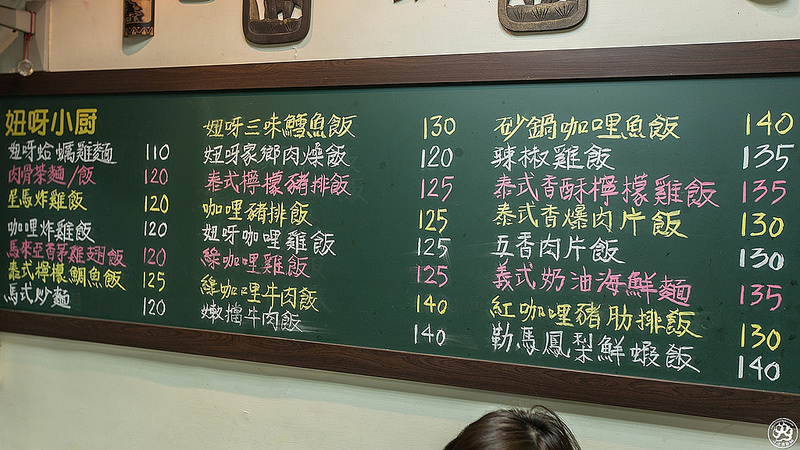 妞呀小厨
妞呀蛤蠣雞麵 110
肉骨茶麵/飯 120
星馬炸雞飯 120
咖哩炸雞飯 120
馬來亞香茅雞翅飯 120
泰式檸檬鯛魚飯 125
馬式炒麵 120
妞呀三味鱈魚飯 130
妞呀家鄉肉燥飯 120
泰式檸檬豬排飯 125
咖哩豬排飯 125
妞呀咖哩雞飯 125
綠咖哩雞飯 125
綠咖哩牛肉飯 140
嫩擋牛肉飯 140
砂鍋咖哩魚飯 140
辣椒雞飯 135
泰式香酥檸檬雞飯 135
泰式香爆肉片飯 130
五香肉片飯 130
義式奶油海鮮麵 135
紅咖哩豬肋排飯 130
勒馬鳳梨鮮蝦飯 140